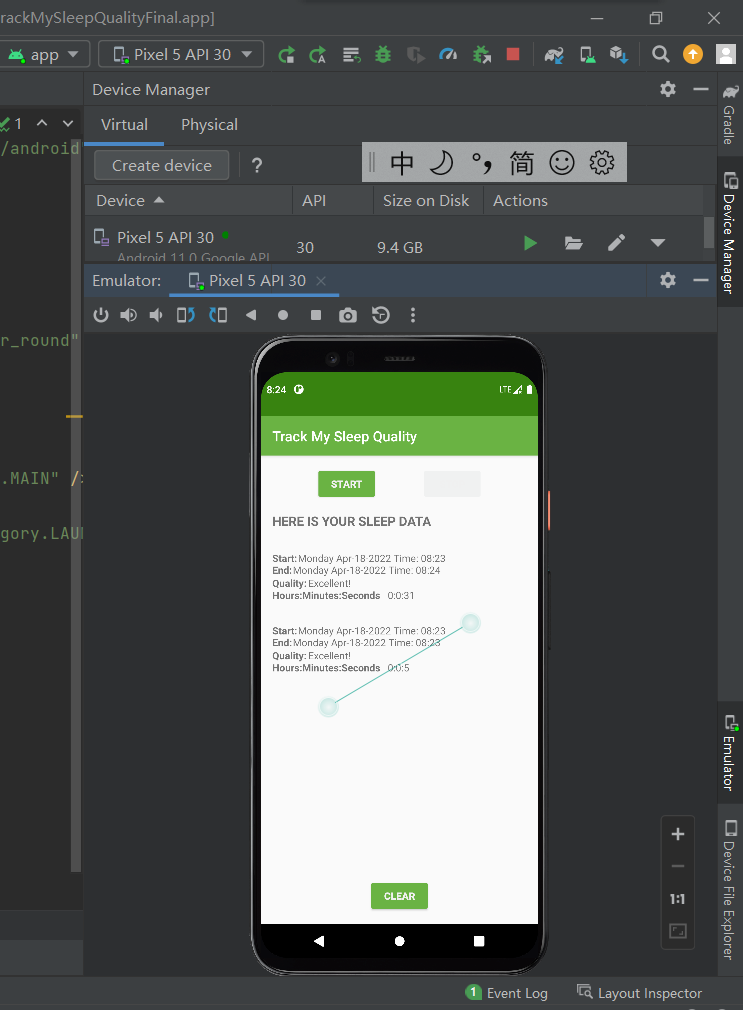 rackMySleepQualityFinal.app]
app
Pixel 5 API 30
Device Manager
1
Virtual Physical
/android
Create device ?
中 °, 简
Device API Size on Disk Actions
Pixel 5 API 30 30 9.4 GB
Android 11.0 Google API
Emulator: Pixel 5 API 30
r_round"
8:24 LTE
Track My Sleep Quality
START
.MAIN" /
HERE IS YOUR SLEEP DATA
gory.LAU
Start: Monday Apr-18-2022 Time: 08:23
End: Monday Apr-18-2022 Time: 08:24
Quality: Excellent!
Hours:Minutes:Seconds 0:0:31
Start: Monday Apr-18-2022 Time: 08:23
End: Monday Apr-18-2022 Time: 08:23
Quality: Excellent!
Hours:Minutes:Seconds 0:0:5
CLEAR
1:1
Gradle
Device Manager
Emulator
Device File Explorer
1 Event Log Layout Inspector